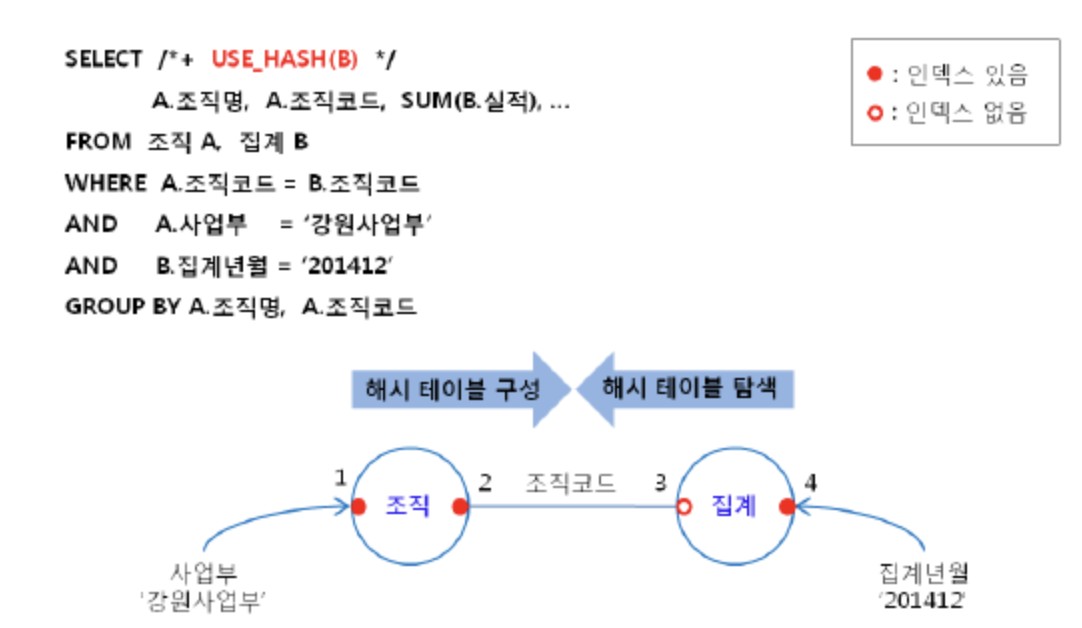 SELECT /*+ USE_HASH(B) */
A.조직명, A.조직코드, SUM(B.실적), ...
FROM 조직 A, 집계 B
WHERE A.조직코드 = B.조직코드
AND A.사업부 = ‘강원사업부’
AND B.집계년월 = ‘201412’
GROUP BY A.조직명, A.조직코드
: 인덱스 있음
: 인덱스 없음
해시 테이블 구성
해시 테이블 탐색
1 조직 2 조직코드 3 집계 4
사업부
‘강원사업부’
집계년월
‘201412’